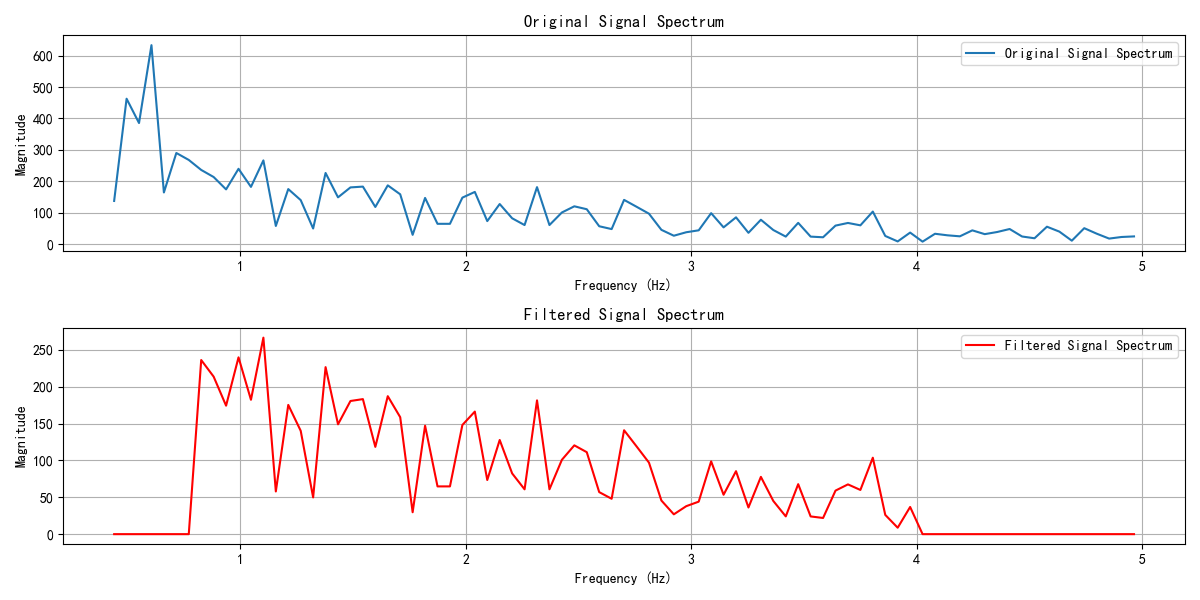 Original Signal Spectrum
Original Signal Spectrum
Magnitude
600
500
400
300
200
100
0
1
2
3
4
5
Frequency (Hz)
Filtered Signal Spectrum
Filtered Signal Spectrum
Magnitude
250
200
150
100
50
0
1
2
3
4
5
Frequency (Hz)